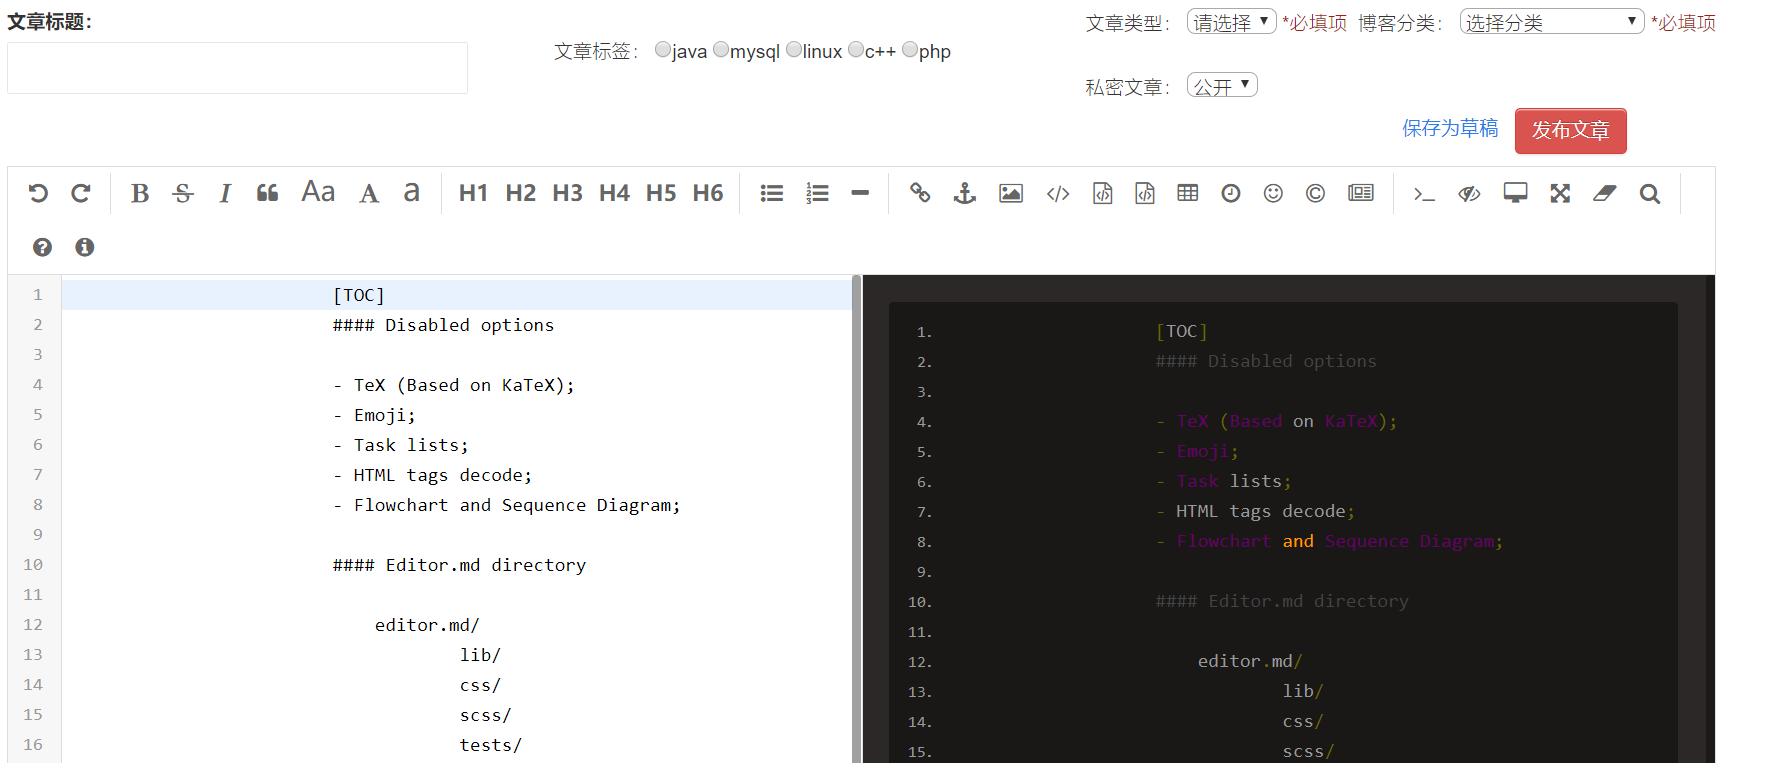 文章标题：
文章标签： java mysql linux c++ php
文章类型： 请选择 *必填项 博客分类： 选择分类 *必填项
私密文章： 公开
保存为草稿 发布文章
B S I Aa A a H1 H2 H3 H4 H5 H6
1 [TOC]
2 #### Disabled options
3
4 - TeX (Based on KaTeX);
5 - Emoji;
6 - Task lists;
7 - HTML tags decode;
8 - Flowchart and Sequence Diagram;
9
10 #### Editor.md directory
11
12 editor.md/
13 lib/
14 css/
15 scss/
16 tests/
1. [TOC]
2. #### Disabled options
3.
4. - TeX (Based on KaTeX);
5. - Emoji;
6. - Task lists;
7. - HTML tags decode;
8. - Flowchart and Sequence Diagram;
9.
10. #### Editor.md directory
11.
12. editor.md/
13. lib/
14. css/
15. scss/